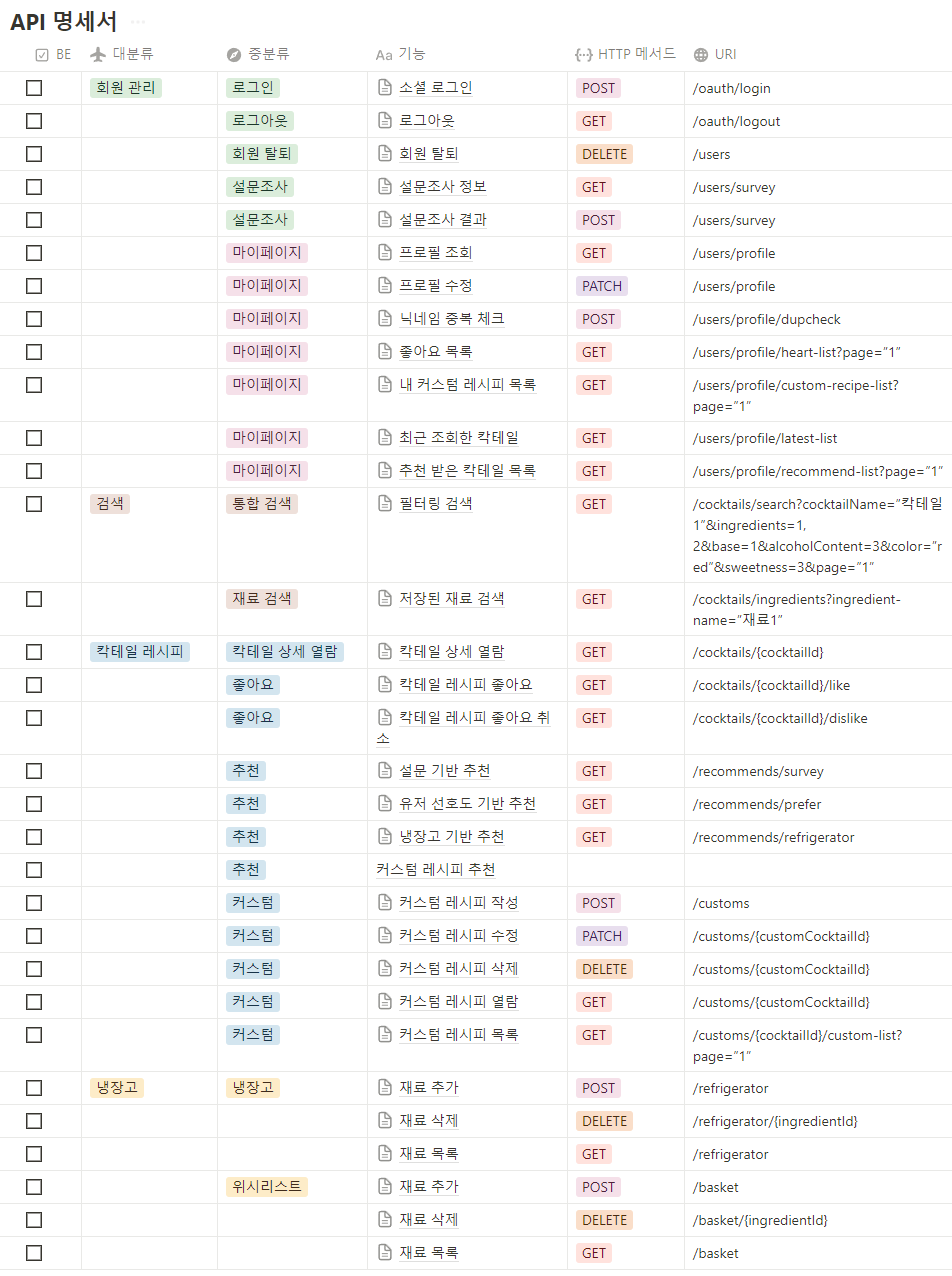 API 명세서
BE 대분류 중분류 Aa 기능 HTTP 메서드 URI
회원 관리 로그인 소셜 로그인 POST /oauth/login
로그아웃 로그아웃 GET /oauth/logout
회원 탈퇴 회원 탈퇴 DELETE /users
설문조사 설문조사 정보 GET /users/survey
설문조사 설문조사 결과 POST /users/survey
마이페이지 프로필 조회 GET /users/profile
마이페이지 프로필 수정 PATCH /users/profile
마이페이지 닉네임 중복 체크 POST /users/profile/dupcheck
마이페이지 좋아요 목록 GET /users/profile/heart-list?page="1"
마이페이지 내 커스텀 레시피 목록 GET /users/profile/custom-recipe-list?
page="1"
마이페이지 최근 조회한 칵테일 GET /users/profile/latest-list
마이페이지 추천 받은 칵테일 목록 GET /users/profile/recommend-list?page="1"
검색 통합 검색 필터링 검색 GET /cocktails/search?cocktailName="칵테일
1"&ingredients=1,
2&base=1&alcoholContent=3&color="r
ed"&sweetness=3&page="1"
재료 검색 저장된 재료 검색 GET /cocktails/ingredients?ingredient-
name="재료1"
칵테일 레시피 칵테일 상세 열람 칵테일 상세 열람 GET /cocktails/{cocktailId}
좋아요 칵테일 레시피 좋아요 GET /cocktails/{cocktailId}/like
좋아요 칵테일 레시피 좋아요 취 GET /cocktails/{cocktailId}/dislike
소
추천 설문 기반 추천 GET /recommends/survey
추천 유저 선호도 기반 추천 GET /recommends/prefer
추천 냉장고 기반 추천 GET /recommends/refrigerator
추천 커스텀 레시피 추천
커스텀 커스텀 레시피 작성 POST /customs
커스텀 커스텀 레시피 수정 PATCH /customs/{customCocktailId}
커스텀 커스텀 레시피 삭제 DELETE /customs/{customCocktailId}
커스텀 커스텀 레시피 열람 GET /customs/{customCocktailId}
커스텀 커스텀 레시피 목록 GET /customs/{cocktailId}/custom-list?
page="1"
냉장고 냉장고 재료 추가 POST /refrigerator
재료 삭제 DELETE /refrigerator/{ingredientId}
재료 목록 GET /refrigerator
위시리스트 재료 추가 POST /basket
재료 삭제 DELETE /basket/{ingredientId}
재료 목록 GET /basket